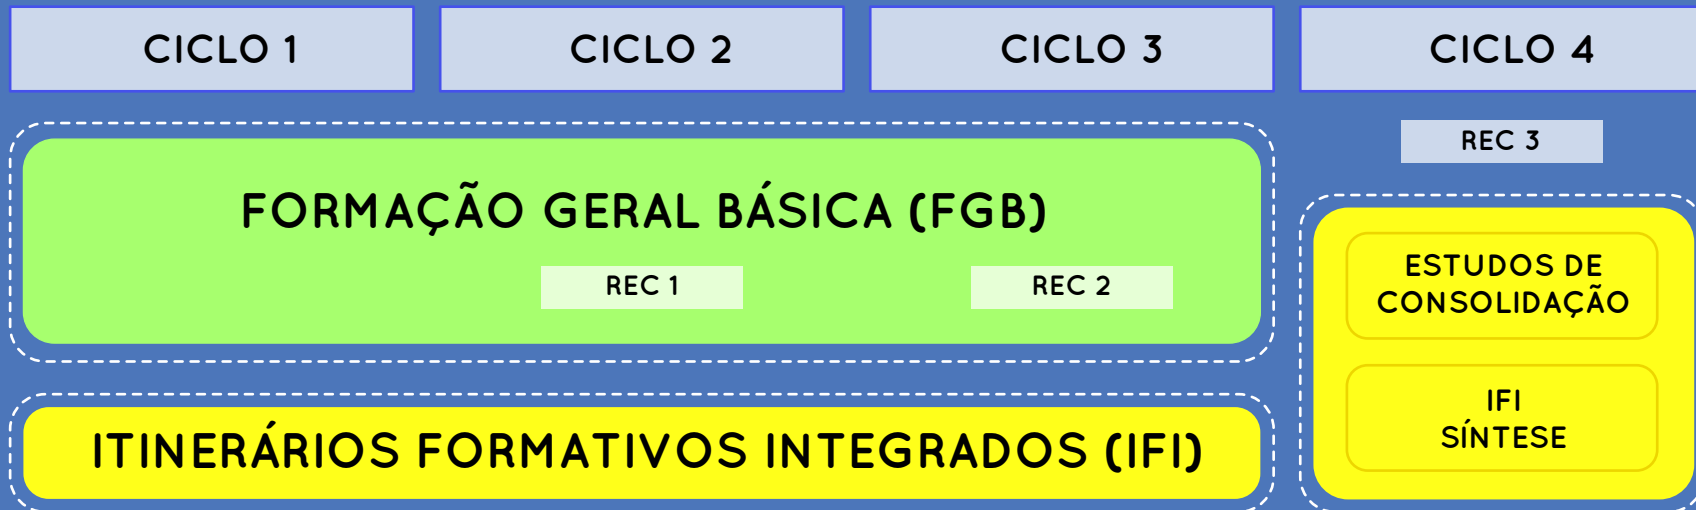 CICLO 1
CICLO 2
CICLO 3
CICLO 4
FORMAÇÃO GERAL BÁSICA (FGB)
REC 1
REC 2
REC 3
ESTUDOS DE
CONSOLIDAÇÃO
IFI
SÍNTESE
ITINERÁRIOS FORMATIVOS INTEGRADOS (IFI)